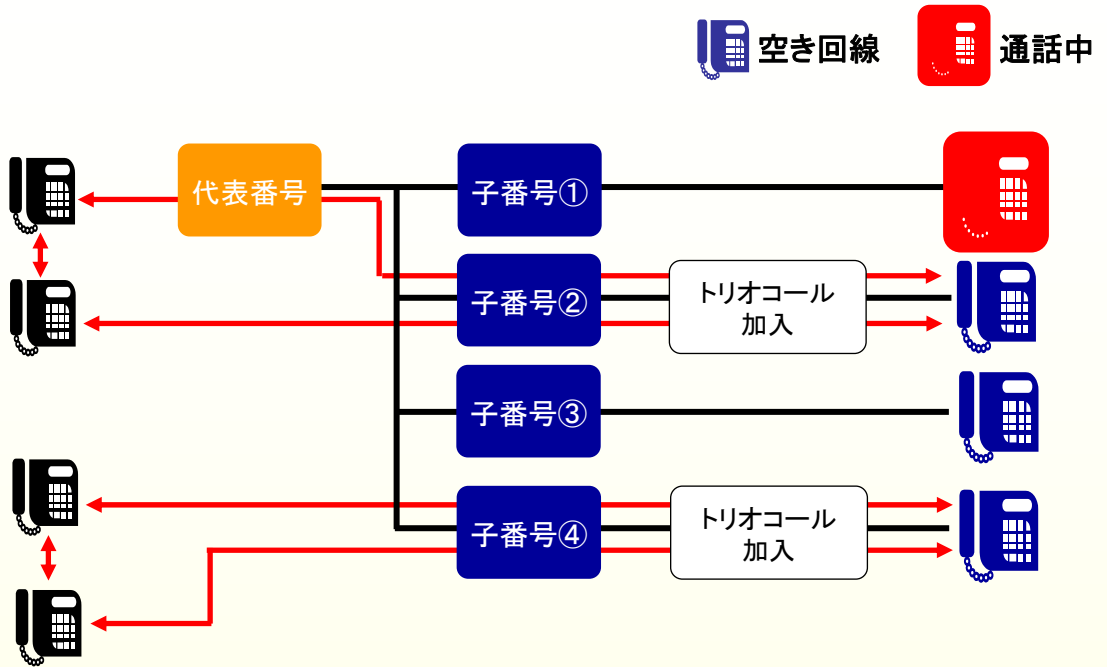 空き回線
通話中
代表番号
子番号①
子番号②
トリオコール
加入
子番号③
子番号④
トリオコール
加入